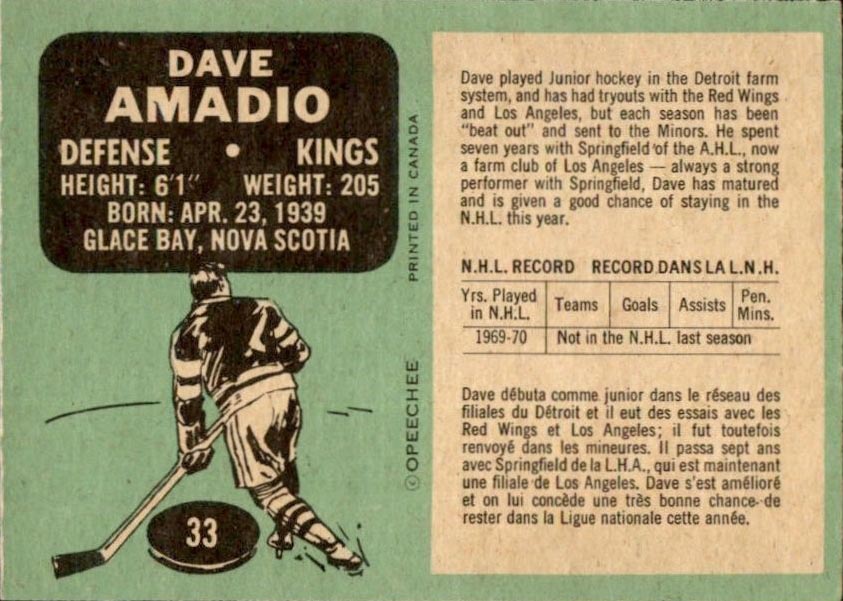 DAVE
AMADIO
DEFENSE • KINGS
HEIGHT: 6'1" WEIGHT: 205
BORN: APR. 23, 1939
GLACE BAY, NOVA SCOTIA
33
©OPEECHEE PRINTED IN CANADA
Dave played Junior hockey in the Detroit farm
system, and has had tryouts with the Red Wings
and Los Angeles, but each season has been
"beat out" and sent to the Minors. He spent
seven years with Springfield of the A.H.L., now
a farm club of Los Angeles — always a strong
performer with Springfield, Dave has matured
and is given a good chance of staying in the
N.H.L. this year.
N.H.L. RECORD RECORD DANS LA L.N.H.
Yrs. Played
in N.H.L. Teams Goals Assists Pen.
Mins.
1969-70 Not in the N.H.L. last season
Dave débuta comme junior dans le réseau des
filiales du Détroit et il eut des essais avec les
Red Wings et Los Angeles; il fut toutefois
renvoyé dans les mineures. Il passa sept ans
avec Springfield de la L.H.A., qui est maintenant
une filiale de Los Angeles. Dave s'est amélioré
et on lui concède une très bonne chance de
rester dans la Ligue nationale cette année.